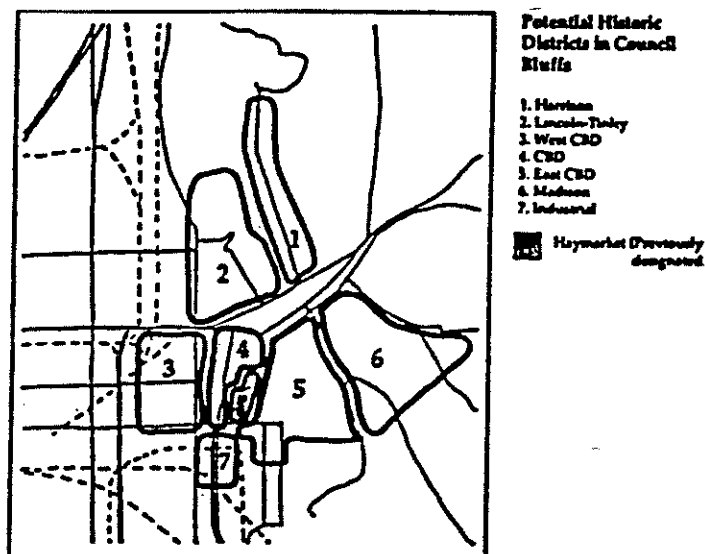 Potential Historic
Districts in Council
Bluffs
1. Harrison
2. Lincoln-Tinley
3. West CBD
4. CBD
5. East CBD
6. Madison
7. Industrial
Haymarket (Previously
designated
1
2
3
4
5
6
7